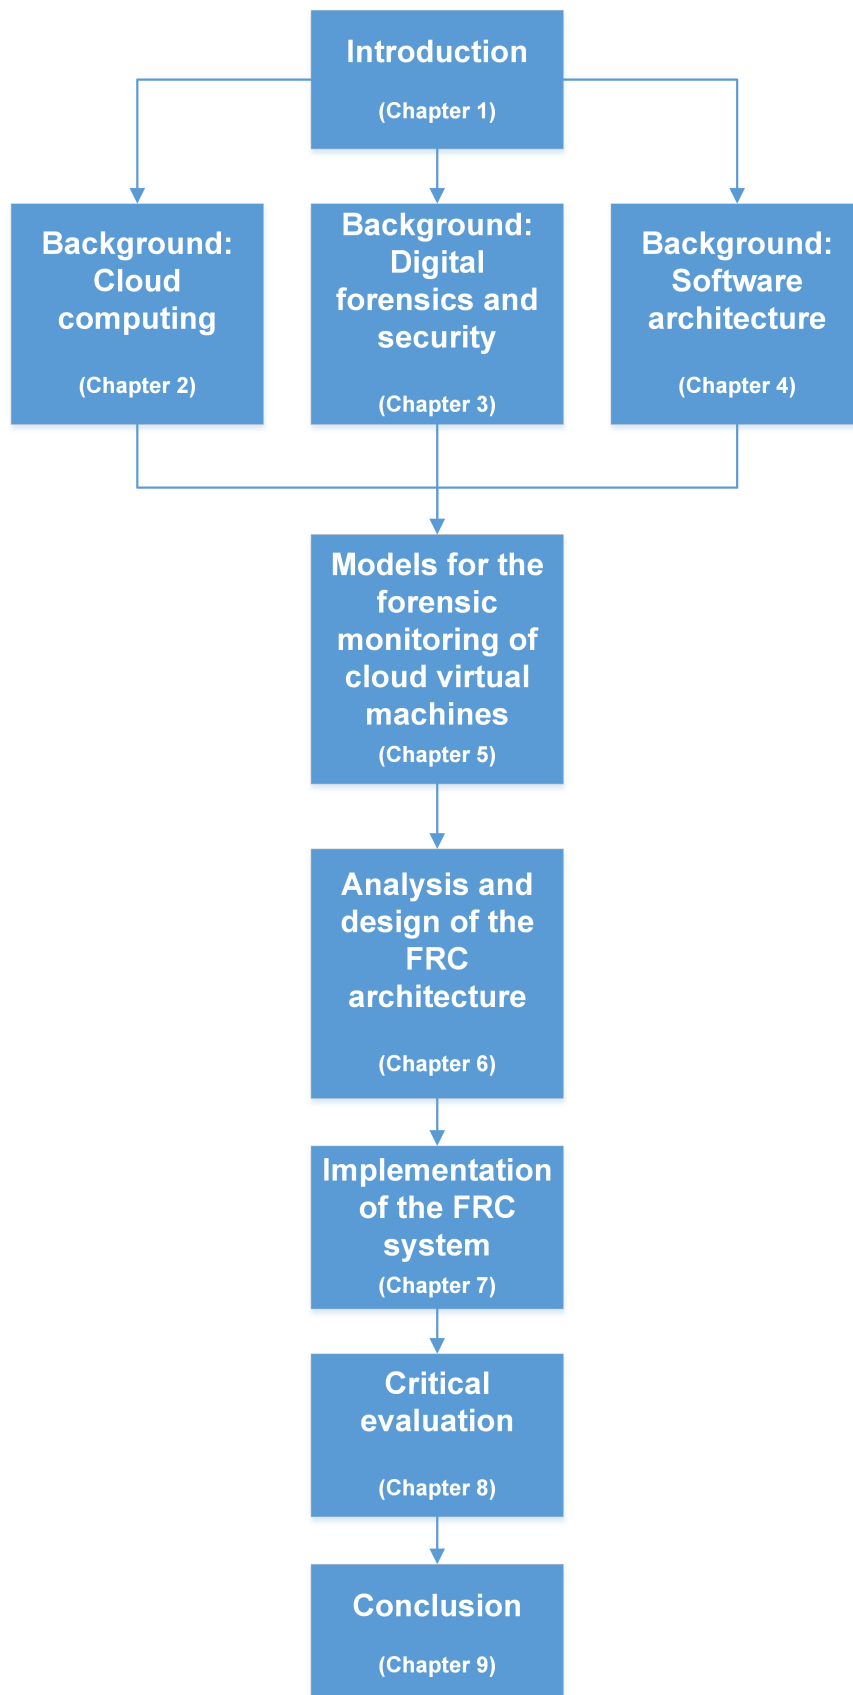 Introduction
(Chapter 1)
Background:
Cloud
computing
(Chapter 2)
Background:
Digital
forensics and
security
(Chapter 3)
Background:
Software
architecture
(Chapter 4)
Models for the
forensic
monitoring of
cloud virtual
machines
(Chapter 5)
Analysis and
design of the
FRC
architecture
(Chapter 6)
Implementation
of the FRC
system
(Chapter 7)
Critical
evaluation
(Chapter 8)
Conclusion
(Chapter 9)